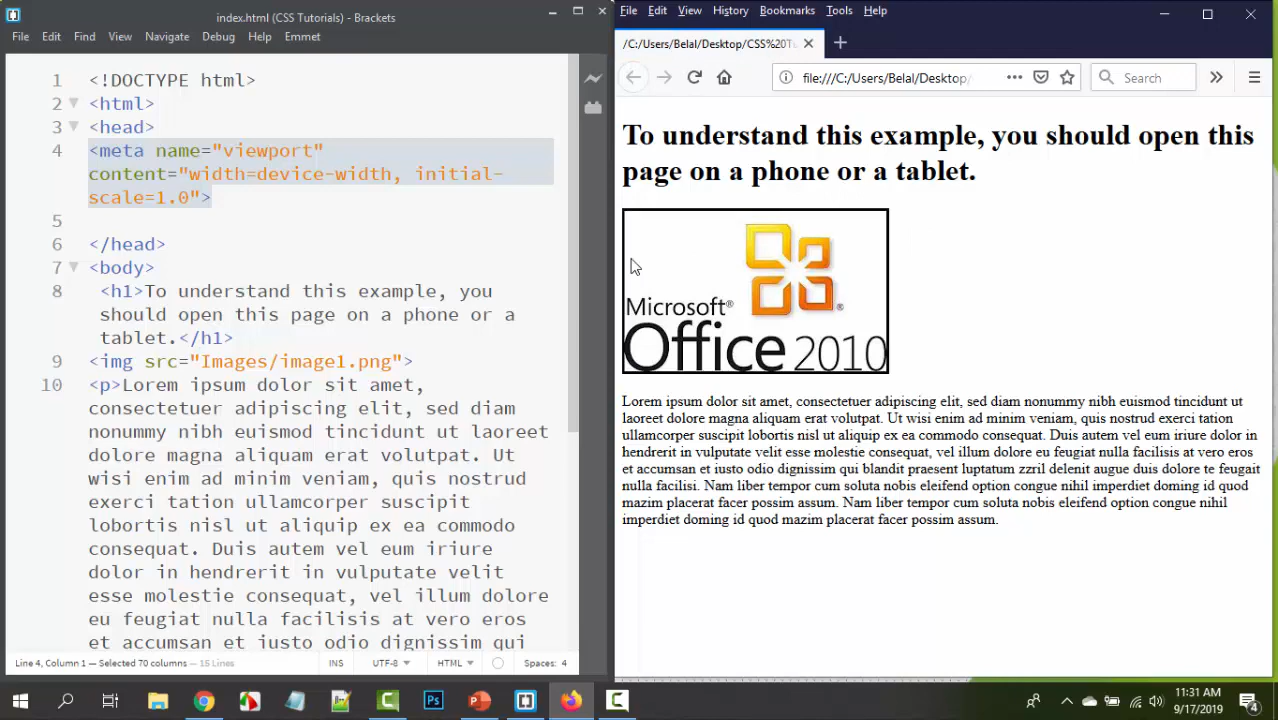 index.html (CSS Tutorials) - Brackets
File Edit Find View Navigate Debug Help Emmet
1 <!DOCTYPE html>
2 <html>
3 <head>
4 <meta name="viewport"
content="width=device-width, initial-
scale=1.0">
5
6 </head>
7 <body>
8 <h1>To understand this example, you
should open this page on a phone or a
tablet.</h1>
9 <img src="Images/image1.png">
10 <p>Lorem ipsum dolor sit amet,
consectetuer adipiscing elit, sed diam
nonummy nibh euismod tincidunt ut laoreet
dolore magna aliquam erat volutpat. Ut
wisi enim ad minim veniam, quis nostrud
exerci tation ullamcorper suscipit
lobortis nisl ut aliquip ex ea commodo
consequat. Duis autem vel eum iriure
dolor in hendrerit in vulputate velit
esse molestie consequat, vel illum dolore
eu feugiat nulla facilisis at vero eros
et accumsan et iusto odio dignissim qui
Line 4, Column 1 — Selected 70 columns — 15 Lines INS UTF-8 HTML Spaces: 4
File Edit View History Bookmarks Tools Help
/C:/Users/Belal/Desktop/CSS%20Tu
file:///C:/Users/Belal/Desktop/ Search
To understand this example, you should open this
page on a phone or a tablet.
Microsoft®
Office 2010
®
Lorem ipsum dolor sit amet, consectetuer adipiscing elit, sed diam nonummy nibh euismod tincidunt ut
laoreet dolore magna aliquam erat volutpat. Ut wisi enim ad minim veniam, quis nostrud exerci tation
ullamcorper suscipit lobortis nisl ut aliquip ex ea commodo consequat. Duis autem vel eum iriure dolor in
hendrerit in vulputate velit esse molestie consequat, vel illum dolore eu feugiat nulla facilisis at vero eros
et accumsan et iusto odio dignissim qui blandit praesent luptatum zzril delenit augue duis dolore te feugait
nulla facilisi. Nam liber tempor cum soluta nobis eleifend option congue nihil imperdiet doming id quod
mazim placerat facer possim assum. Nam liber tempor cum soluta nobis eleifend option congue nihil
imperdiet doming id quod mazim placerat facer possim assum.
Ps
11:31 AM
9/17/2019
4